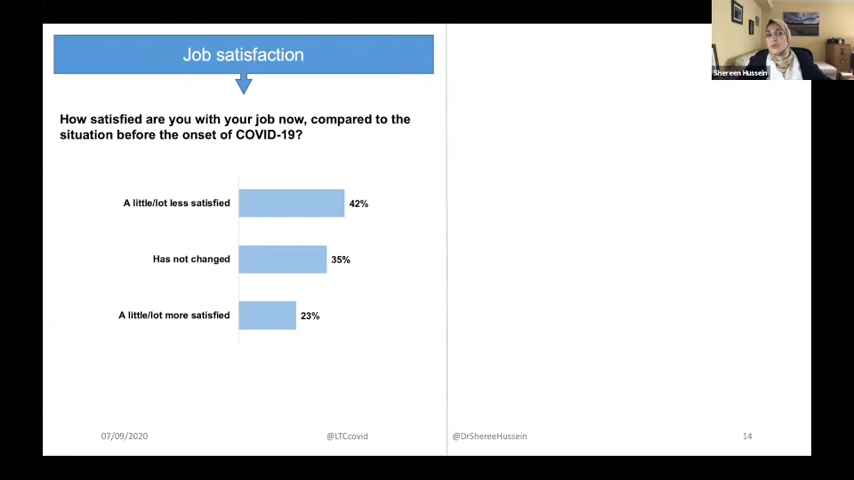 Job satisfaction
How satisfied are you with your job now, compared to the
situation before the onset of COVID-19?
A little/lot less satisfied 42%
Has not changed 35%
A little/lot more satisfied 23%
07/09/2020 @LTCcovid @DrShereeHussein 14
Shereen Hussein